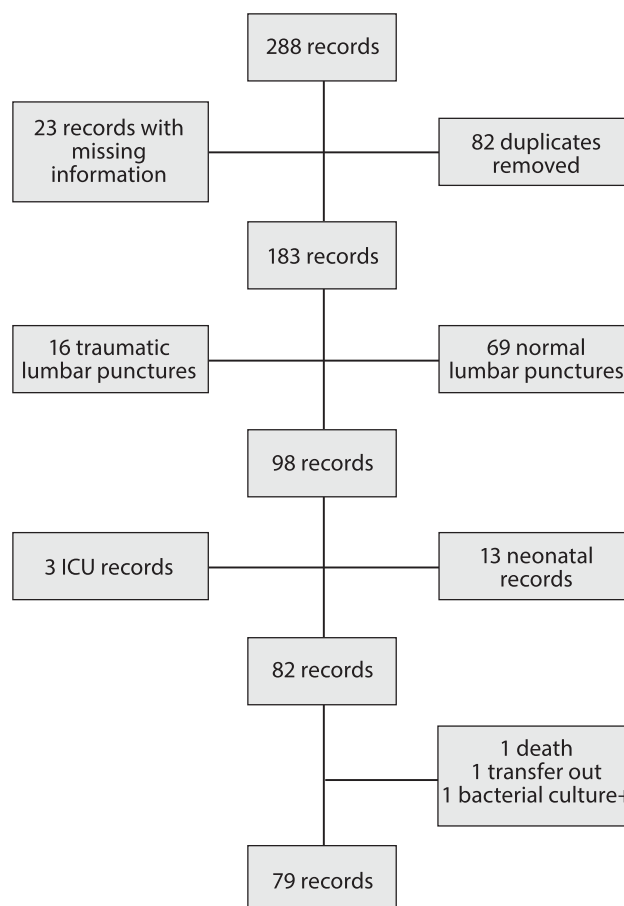 288 records
23 records with
missing
information
82 duplicates
removed
183 records
16 traumatic
lumbar punctures
69 normal
lumbar punctures
98 records
3 ICU records
13 neonatal
records
82 records
1 death
1 transfer out
1 bacterial culture+
79 records